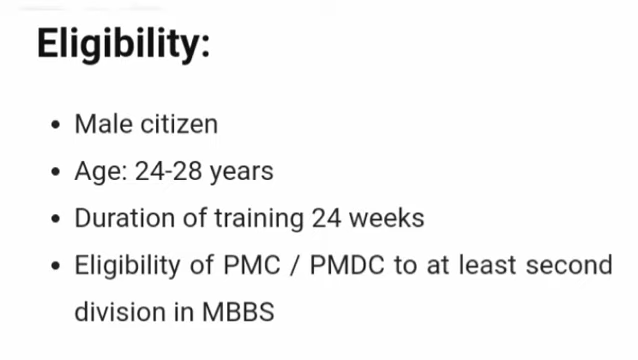 Eligibility:
• Male citizen
• Age: 24-28 years
• Duration of training 24 weeks
• Eligibility of PMC / PMDC to at least second
division in MBBS